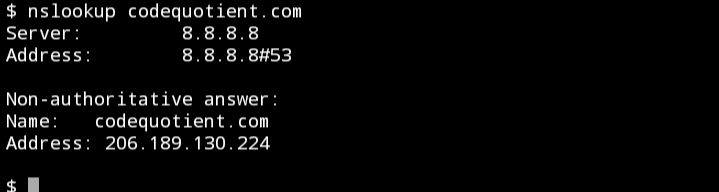 $ nslookup codequotient.com
Server:         8.8.8.8
Address:        8.8.8.8#53

Non-authoritative answer:
Name:   codequotient.com
Address: 206.189.130.224

$